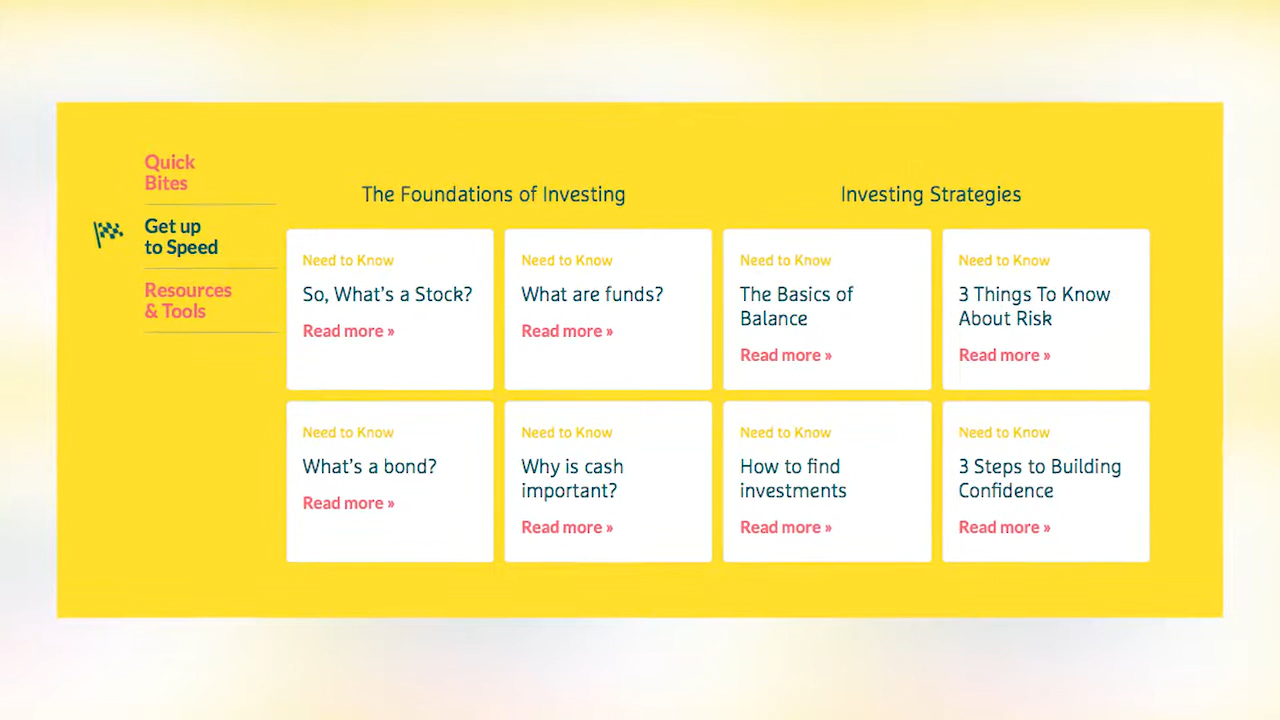 Quick
Bites
Get up
to Speed
Resources
& Tools
The Foundations of Investing
Need to Know
So, What's a Stock?
Read more »
Need to Know
What are funds?
Read more »
Need to Know
What's a bond?
Read more »
Need to Know
Why is cash
important?
Read more »
Investing Strategies
Need to Know
The Basics of
Balance
Read more »
Need to Know
3 Things To Know
About Risk
Read more »
Need to Know
How to find
investments
Read more »
Need to Know
3 Steps to Building
Confidence
Read more »